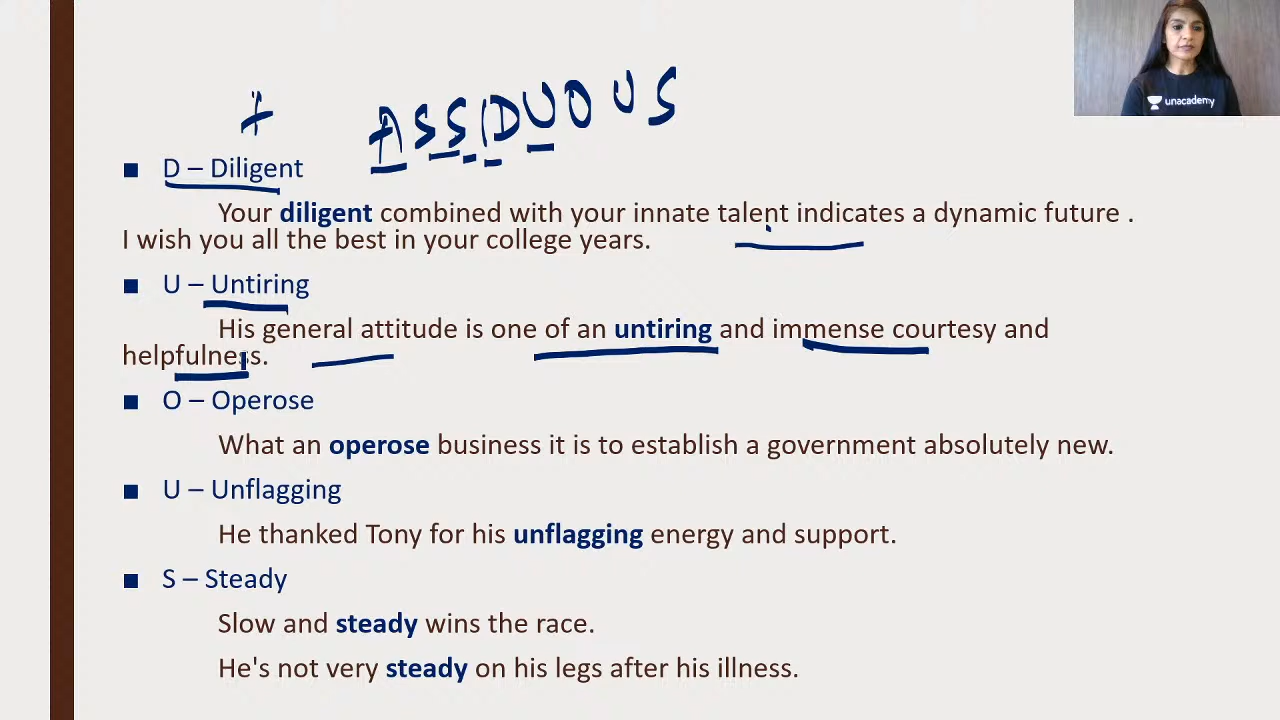 unacademy
+ ASSIDUOUS
■ D – Diligent
Your diligent combined with your innate talent indicates a dynamic future .
I wish you all the best in your college years.
■ U – Untiring
His general attitude is one of an untiring and immense courtesy and
helpfulness.
■ O – Operose
What an operose business it is to establish a government absolutely new.
■ U – Unflagging
He thanked Tony for his unflagging energy and support.
■ S – Steady
Slow and steady wins the race.
He's not very steady on his legs after his illness.